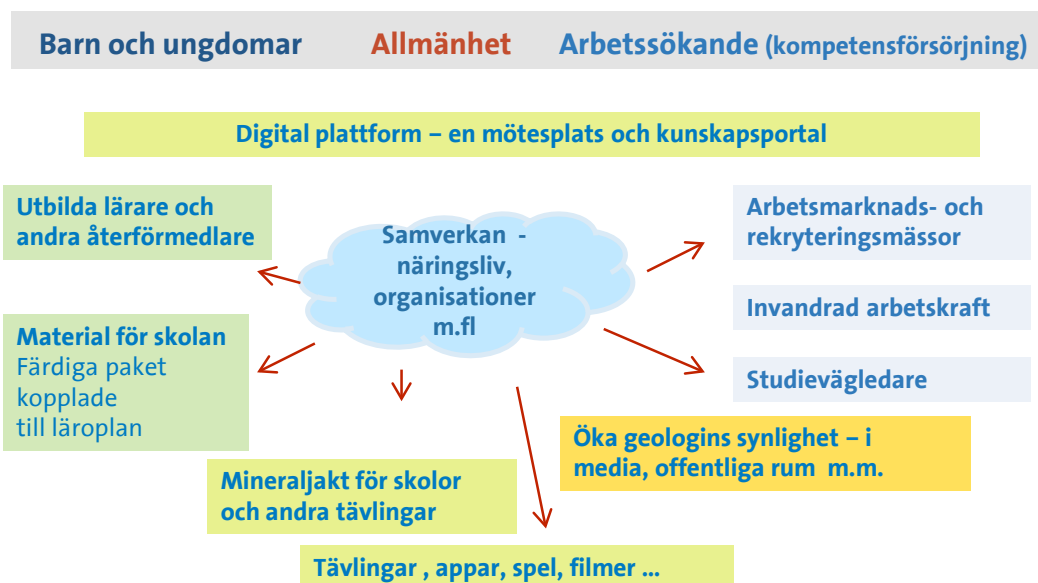 Barn och ungdomar Allmänhet Arbetssökande (kompetensförsörjning)
Digital plattform – en mötesplats och kunskapsportal
Utbilda lärare och
andra återförmedlare
Samverkan -
näringsliv,
organisationer
m.fl
Arbetsmarknads- och
rekryteringsmässor
Invandrad arbetskraft
Material för skolan
Färdiga paket
kopplade
till läroplan
Studievägledare
Öka geologins synlighet – i
media, offentliga rum m.m.
Mineraljakt för skolor
och andra tävlingar
Tävlingar , appar, spel, filmer ...